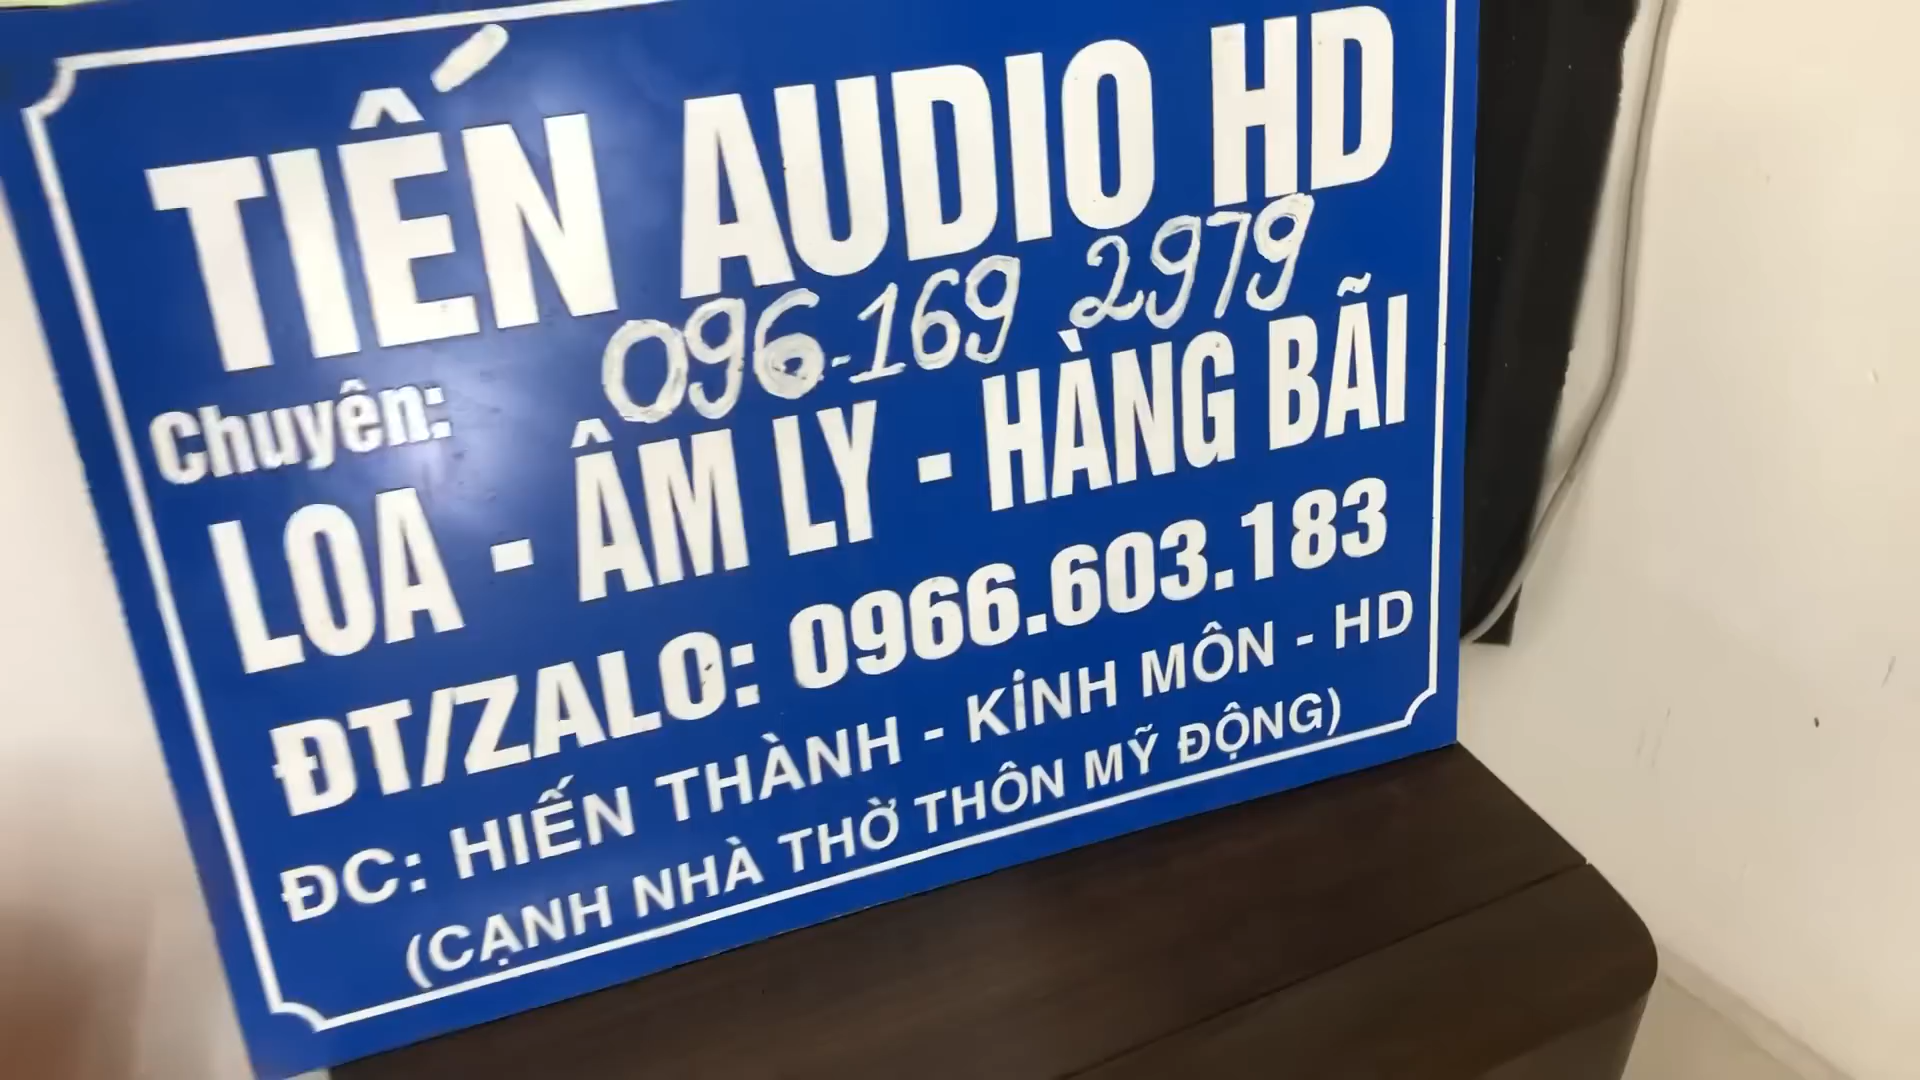 TIẾN AUDIO HD
096-169 2979
Chuyên:
LOA - ÂM LY - HÀNG BÃI
ĐT/ZALO: 0966.603.183
ĐC: HIẾN THÀNH - KINH MÔN - HD
(CẠNH NHÀ THỜ THÔN MỸ ĐỘNG)